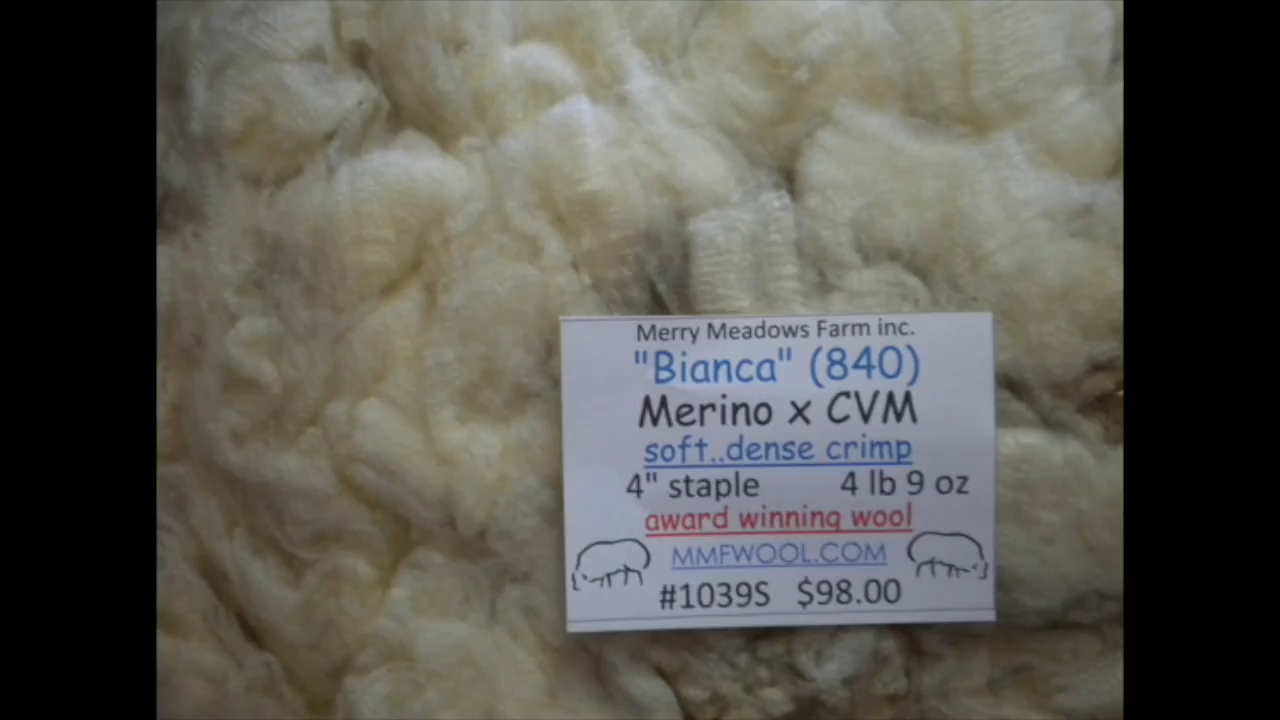 Merry Meadows Farm inc.
"Bianca" (840)
Merino x CVM
soft..dense crimp
4" staple 4 lb 9 oz
award winning wool
MMFWOOL.COM
#1039S $98.00